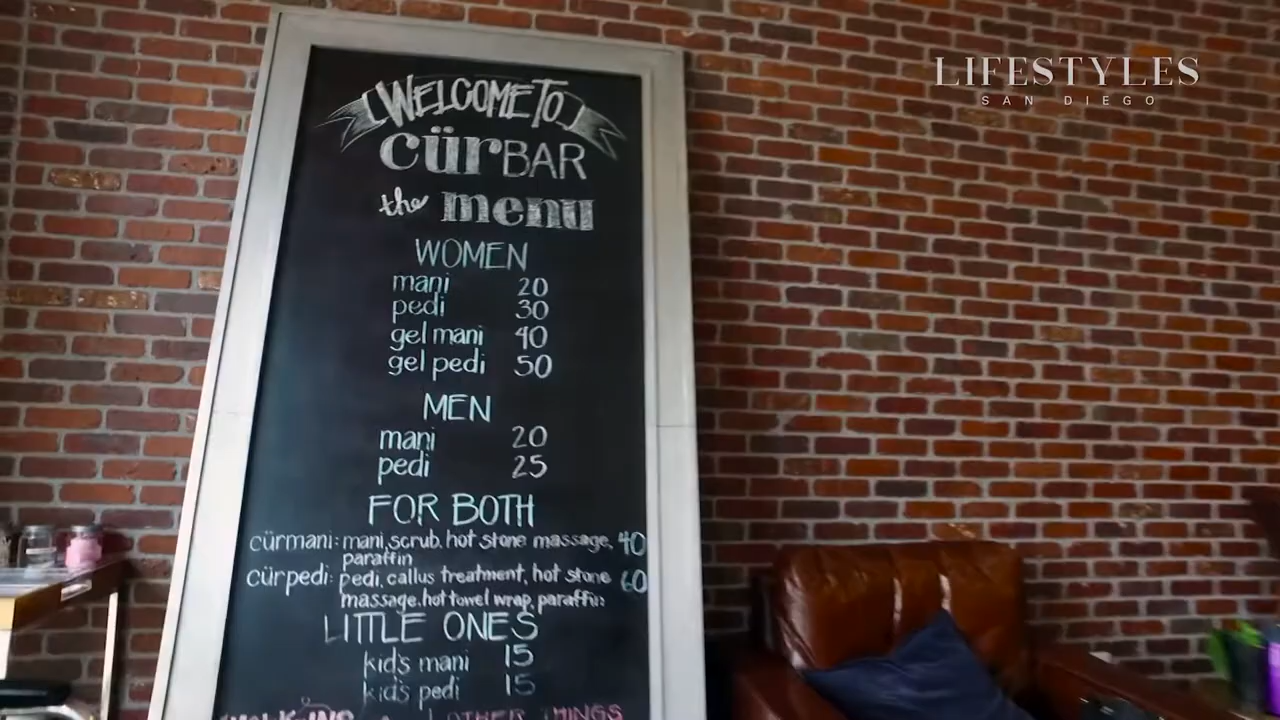 LIFESTYLES
SAN DIEGO
WELCOME TO
cürBAR
the menu
WOMEN
mani 20
pedi 30
gel mani 40
gel pedi 50
MEN
mani 20
pedi 25
FOR BOTH
cürmani: mani, scrub, hot stone massage, 40
paraffin
cürpedi: pedi, callus treatment, hot stone 60
massage, hot towel wrap, paraffin
LITTLE ONES
kid's mani 15
kid's pedi 15
OTHER THINGS